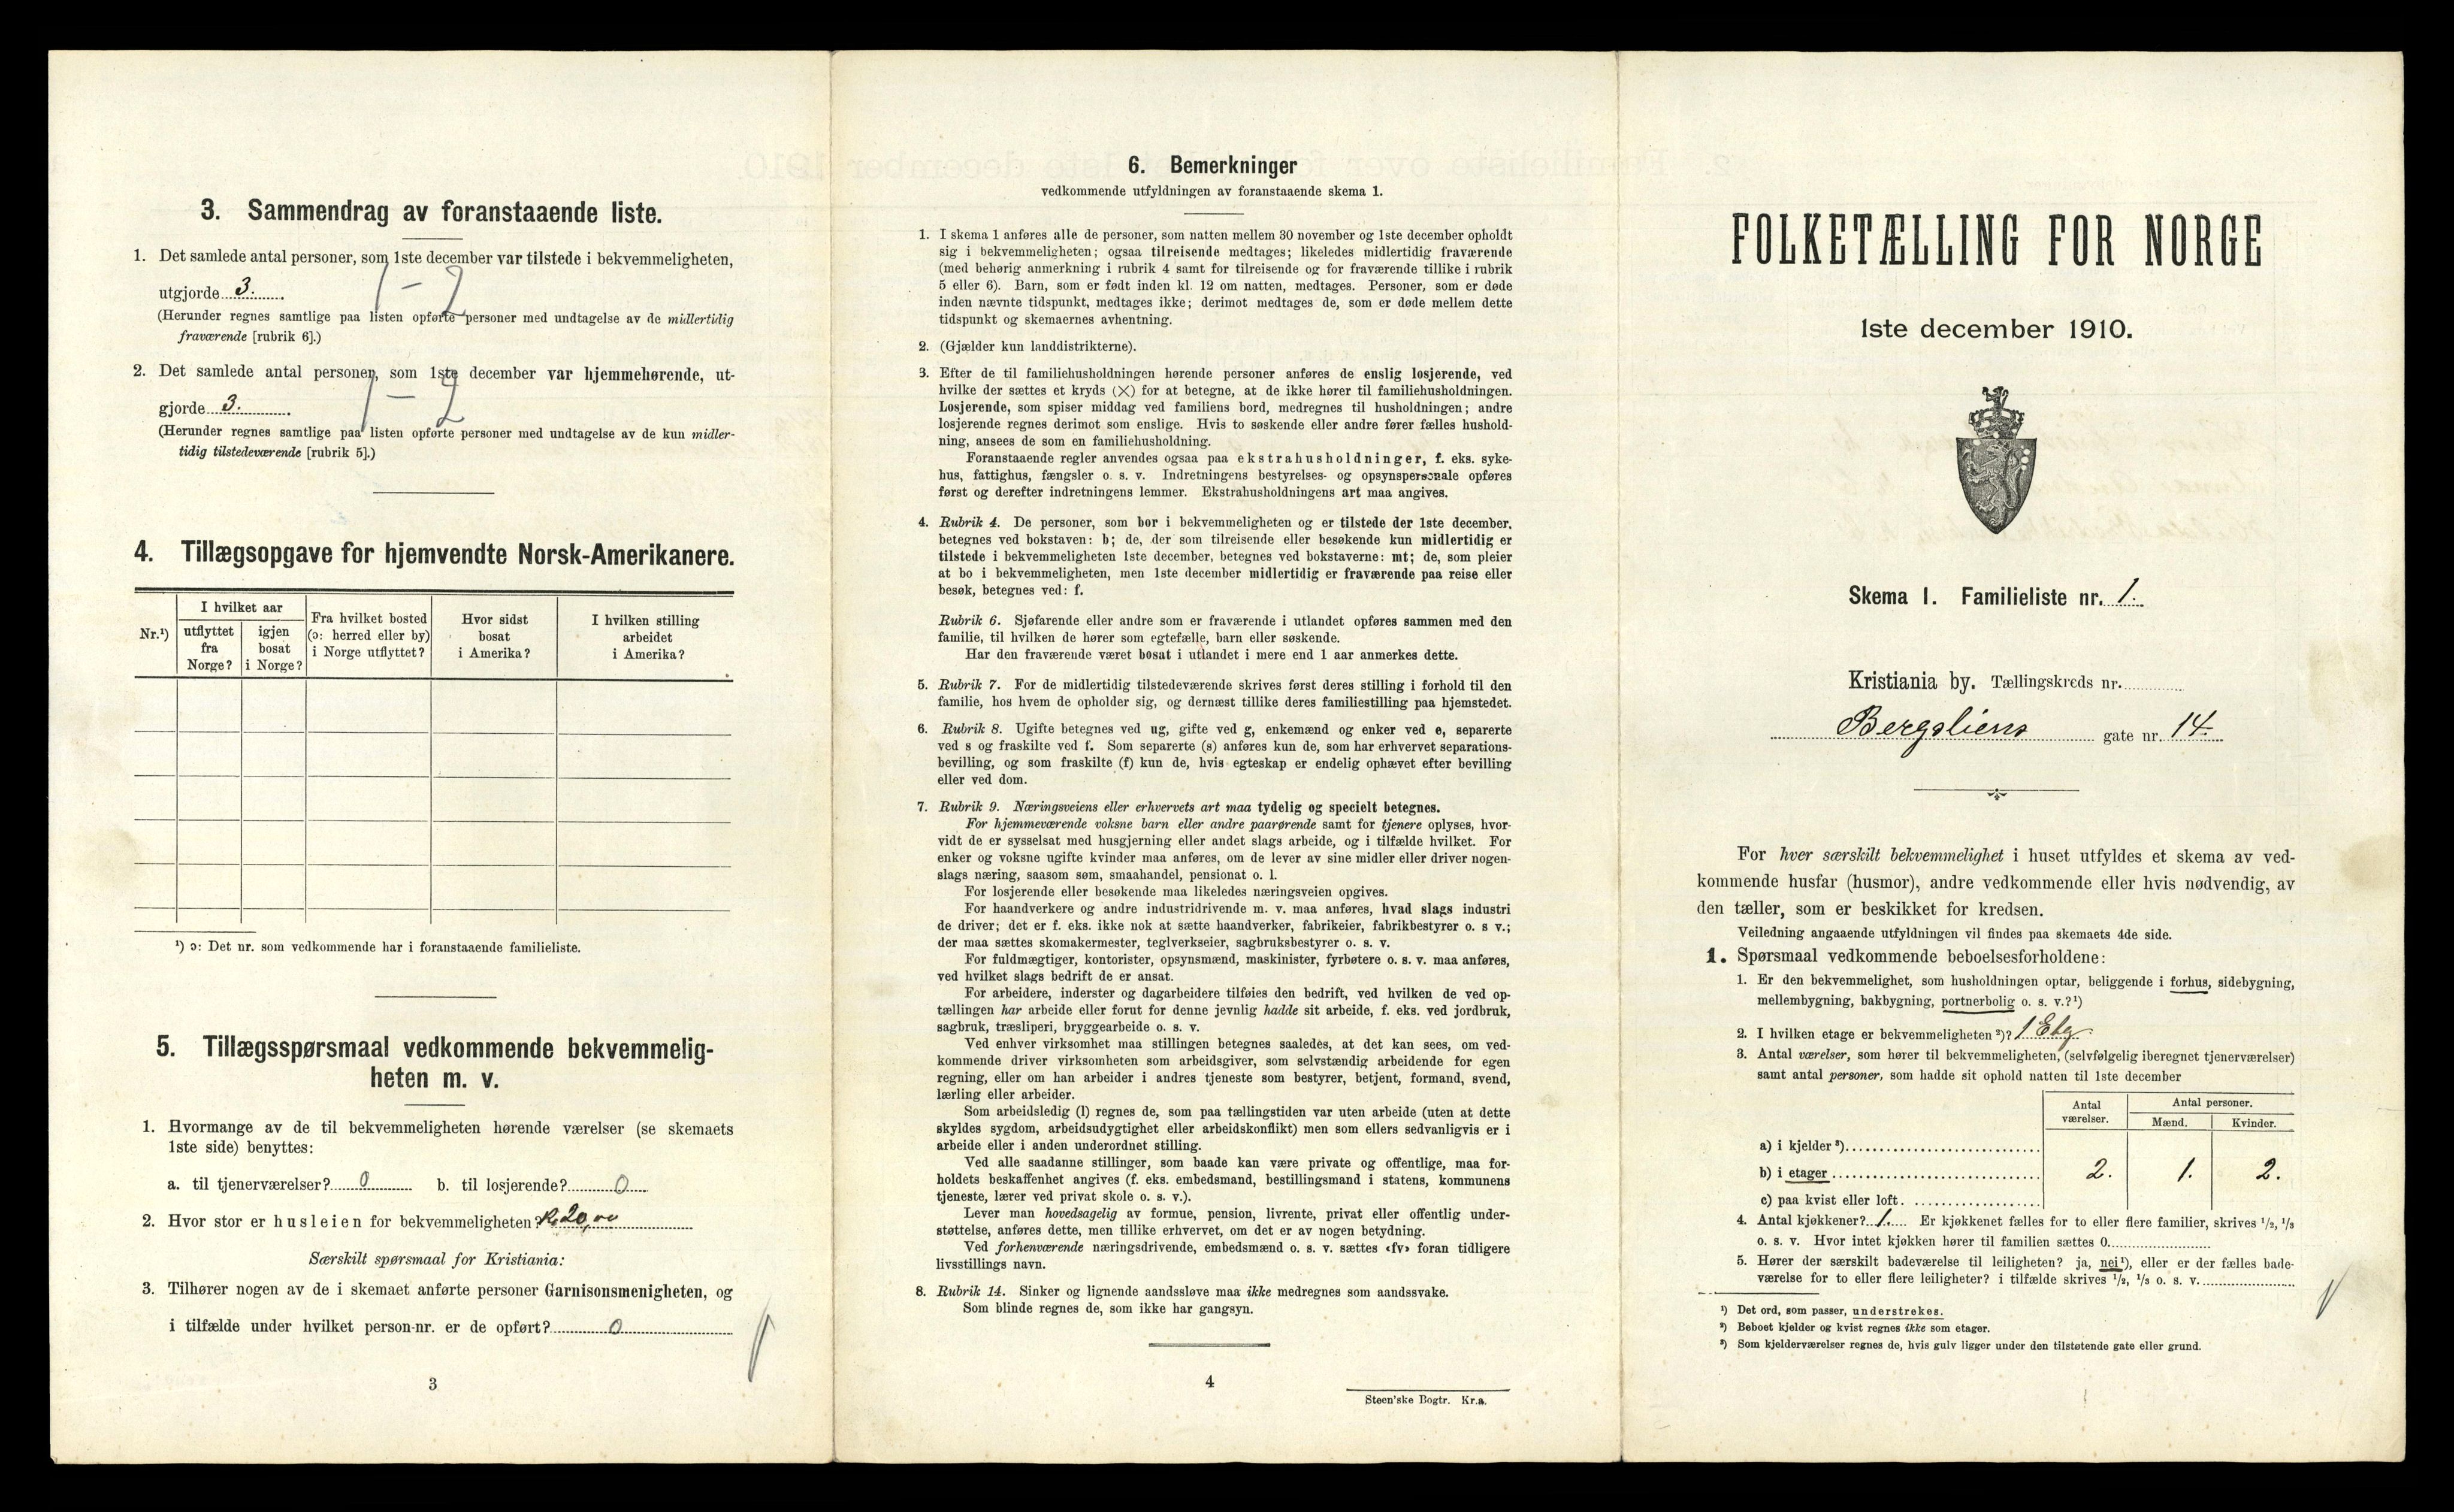 3. Sammendrag av foranstaaende liste.
1. Det samlede antal personer, som 1ste december var tilstede i bekvemmeligheten,
utgjorde 3.
1 – 2
(Herunder regnes samtlige paa listen opførte personer med undtagelse av de midlertidig
fraværende [rubrik 6].)
2. Det samlede antal personer, som 1ste december var hjemmehørende, ut-
gjorde 3.
1 – 2
(Herunder regnes samtlige paa listen opførte personer med undtagelse av de kun midler-
tidig tilstedeværende [rubrik 5].)
4. Tillægsopgave for hjemvendte Norsk-Amerikanere.
Nr.¹)
I hvilket aar
utflyttet fra Norge?
igjen bosat i Norge?
Fra hvilket bosted (ɔ: herred eller by) i Norge utflyttet?
Hvor sidst bosat i Amerika?
I hvilken stilling arbeidet i Amerika?
¹) ɔ: Det nr. som vedkommende har i foranstaaende familieliste.
5. Tillægsspørsmaal vedkommende bekvemmelig-
heten m. v.
1. Hvormange av de til bekvemmeligheten hørende værelser (se skemaets
1ste side) benyttes:
a. til tjenerværelser? 0 b. til losjerende? 0
2. Hvor stor er husleien for bekvemmeligheten? Kr. 20,00
Særskilt spørsmaal for Kristiania:
3. Tilhører nogen av de i skemaet anførte personer Garnisonsmenigheten, og
i tilfælde under hvilket person-nr. er de opført? 0
3
6. Bemerkninger
vedkommende utfyldningen av foranstaaende skema 1.
1. I skema 1 anføres alle de personer, som natten mellem 30 november og 1ste december opholdt
sig i bekvemmeligheten; ogsaa tilreisende medtages; likeledes midlertidig fraværende
(med behørig anmerkning i rubrik 4 samt for tilreisende og for fraværende tillike i rubrik
5 eller 6). Barn, som er født inden kl. 12 om natten, medtages. Personer, som er døde
inden nævnte tidspunkt, medtages ikke; derimot medtages de, som er døde mellem dette
tidspunkt og skemaernes avhentning.
2. (Gjælder kun landdistrikterne).
3. Efter de til familiehusholdningen hørende personer anføres de enslig losjerende, ved
hvilke der sættes et kryds (×) for at betegne, at de ikke hører til familiehusholdningen.
Losjerende, som spiser middag ved familiens bord, medregnes til husholdningen; andre
losjerende regnes derimot som enslige. Hvis to søskende eller andre fører fælles hushold-
ning, ansees de som en familiehusholdning.
Foranstaaende regler anvendes ogsaa paa ekstrahusholdninger, f. eks. syke-
hus, fattighus, fængsler o. s. v. Indretningens bestyrelses- og opsynspersonale opføres
først og derefter indretningens lemmer. Ekstrahusholdningens art maa angives.
4. Rubrik 4. De personer, som bor i bekvemmeligheten og er tilstede der 1ste december,
betegnes ved bokstaven: b; de, der som tilreisende eller besøkende kun midlertidig er
tilstede i bekvemmeligheten 1ste december, betegnes ved bokstaverne: mt; de, som pleier
at bo i bekvemmeligheten, men 1ste december midlertidig er fraværende paa reise eller
besøk, betegnes ved: f.
Rubrik 6. Sjøfarende eller andre som er fraværende i utlandet opføres sammen med den
familie, til hvilken de hører som egtefælle, barn eller søskende.
Har den fraværende været bosat i utlandet i mere end 1 aar anmerkes dette.
5. Rubrik 7. For de midlertidig tilstedeværende skrives først deres stilling i forhold til den
familie, hos hvem de opholder sig, og dernæst tillike deres familiestilling paa hjemstedet.
6. Rubrik 8. Ugifte betegnes ved ug, gifte ved g, enkemænd og enker ved e, separerte
ved s og fraskilte ved f. Som separerte (s) anføres kun de, som har erhvervet separations-
bevilling, og som fraskilte (f) kun de, hvis egteskap er endelig ophævet efter bevilling
eller ved dom.
7. Rubrik 9. Næringsveiens eller erhvervets art maa tydelig og specielt betegnes.
For hjemmeværende voksne barn eller andre paarørende samt for tjenere oplyses, hvor-
vidt de er sysselsat med husgjerning eller andet slags arbeide, og i tilfælde hvilket. For
enker og voksne ugifte kvinder maa anføres, om de lever av sine midler eller driver nogen-
slags næring, saasom søm, smaahandel, pensionat o. l.
For losjerende eller besøkende maa likeledes næringsveien opgives.
For haandverkere og andre industridrivende m. v. maa anføres, hvad slags industri
de driver; det er f. eks. ikke nok at sætte haandverker, fabrikeier, fabrikbestyrer o. s v.;
der maa sættes skomakermester, teglverkseier, sagbruksbestyrer o. s. v.
For fuldmægtiger, kontorister, opsynsmænd, maskinister, fyrbøtere o. s. v. maa anføres,
ved hvilket slags bedrift de er ansat.
For arbeidere, inderster og dagarbeidere tilføies den bedrift, ved hvilken de ved op-
tællingen har arbeide eller forut for denne jevnlig hadde sit arbeide, f. eks. ved jordbruk,
sagbruk, træsliperi, bryggearbeide o. s. v.
Ved enhver virksomhet maa stillingen betegnes saaledes, at det kan sees, om ved-
kommende driver virksomheten som arbeidsgiver, som selvstændig arbeidende for egen
regning, eller om han arbeider i andres tjeneste som bestyrer, betjent, formand, svend,
lærling eller arbeider.
Som arbeidsledig (l) regnes de, som paa tællingstiden var uten arbeide (uten at dette
skyldes sygdom, arbeidsudygtighet eller arbeidskonflikt) men som ellers sedvanligvis er i
arbeide eller i anden underordnet stilling.
Ved alle saadanne stillinger, som baade kan være private og offentlige, maa for-
holdets beskaffenhet angives (f. eks. embedsmand, bestillingsmand i statens, kommunens
tjeneste, lærer ved privat skole o. s. v.).
Lever man hovedsagelig av formue, pension, livrente, privat eller offentlig under-
støttelse, anføres dette, men tillike erhvervet, om det er av nogen betydning.
Ved forhenværende næringsdrivende, embedsmænd o. s. v. sættes «fv» foran tidligere
livsstillings navn.
8. Rubrik 14. Sinker og lignende aandssløve maa ikke medregnes som aandssvake.
Som blinde regnes de, som ikke har gangsyn.
4
Steen'ske Bogtr. Kr.a.
FOLKETÆLLING FOR NORGE
1ste december 1910.
Skema 1. Familieliste nr. 1.
Kristiania by. Tællingskreds nr.
Bergsliens gate nr. 14.
For hver særskilt bekvemmelighet i huset utfyldes et skema av ved-
kommende husfar (husmor), andre vedkommende eller hvis nødvendig, av
den tæller, som er beskikket for kredsen.
Veiledning angaaende utfyldningen vil findes paa skemaets 4de side.
1. Spørsmaal vedkommende beboelsesforholdene:
1. Er den bekvemmelighet, som husholdningen optar, beliggende i forhus, sidebygning,
mellembygning, bakbygning, portnerbolig o. s. v.?¹)
2. I hvilken etage er bekvemmeligheten²)? 1 Etg.
3. Antal værelser, som hører til bekvemmeligheten, (selvfølgelig iberegnet tjenerværelser)
samt antal personer, som hadde sit ophold natten til 1ste december
Antal værelser.
Antal personer.
Mænd. Kvinder.
a) i kjelder³)
b) i etager 2. 1. 2.
c) paa kvist eller loft.
4. Antal kjøkkener? 1. Er kjøkkenet fælles for to eller flere familier, skrives ¹/₂, ¹/₃
o. s. v. Hvor intet kjøkken hører til familien sættes 0.
5. Hører der særskilt badeværelse til leiligheten? ja, nei¹), eller er der fælles bade-
værelse for to eller flere leiligheter? i tilfælde skrives ¹/₂, ¹/₃ o. s. v.
¹) Det ord, som passer, understrekes.
²) Beboet kjelder og kvist regnes ikke som etager.
³) Som kjelderværelser regnes de, hvis gulv ligger under den tilstøtende gate eller grund.